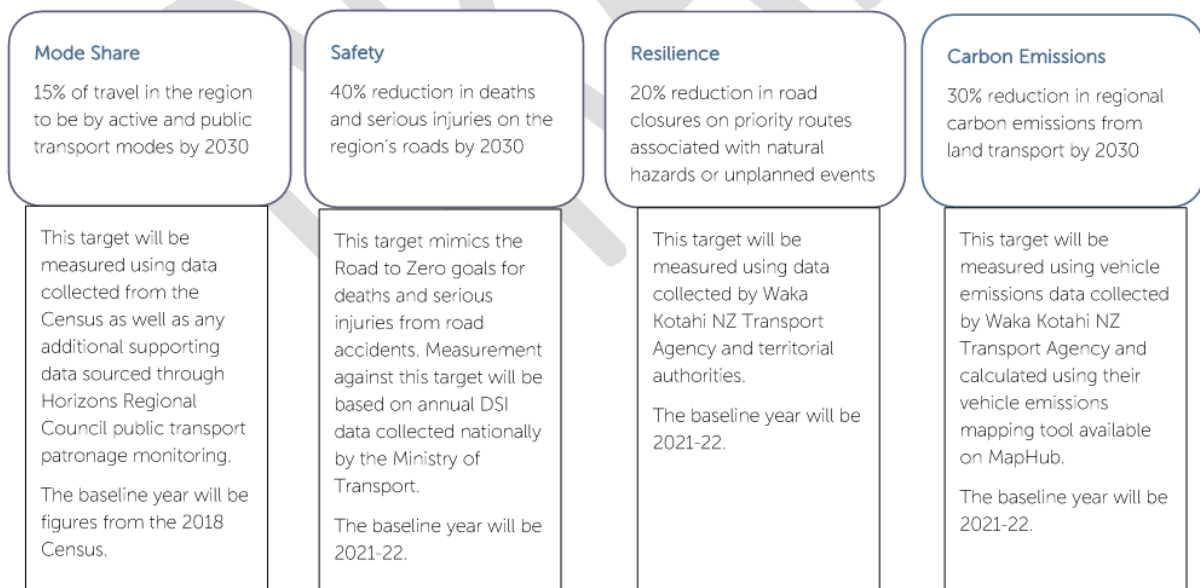 Mode Share
15% of travel in the region
to be by active and public
transport modes by 2030
This target will be
measured using data
collected from the
Census as well as any
additional supporting
data sourced through
Horizons Regional
Council public transport
patronage monitoring.
The baseline year will be
figures from the 2018
Census.
Safety
40% reduction in deaths
and serious injuries on the
region's roads by 2030
This target mimics the
Road to Zero goals for
deaths and serious
injuries from road
accidents. Measurement
against this target will be
based on annual DSI
data collected nationally
by the Ministry of
Transport.
The baseline year will be
2021-22.
Resilience
20% reduction in road
closures on priority routes
associated with natural
hazards or unplanned events
This target will be
measured using data
collected by Waka
Kotahi NZ Transport
Agency and territorial
authorities.
The baseline year will be
2021-22.
Carbon Emissions
30% reduction in regional
carbon emissions from
land transport by 2030
This target will be
measured using vehicle
emissions data collected
by Waka Kotahi NZ
Transport Agency and
calculated using their
vehicle emissions
mapping tool available
on MapHub.
The baseline year will be
2021-22.